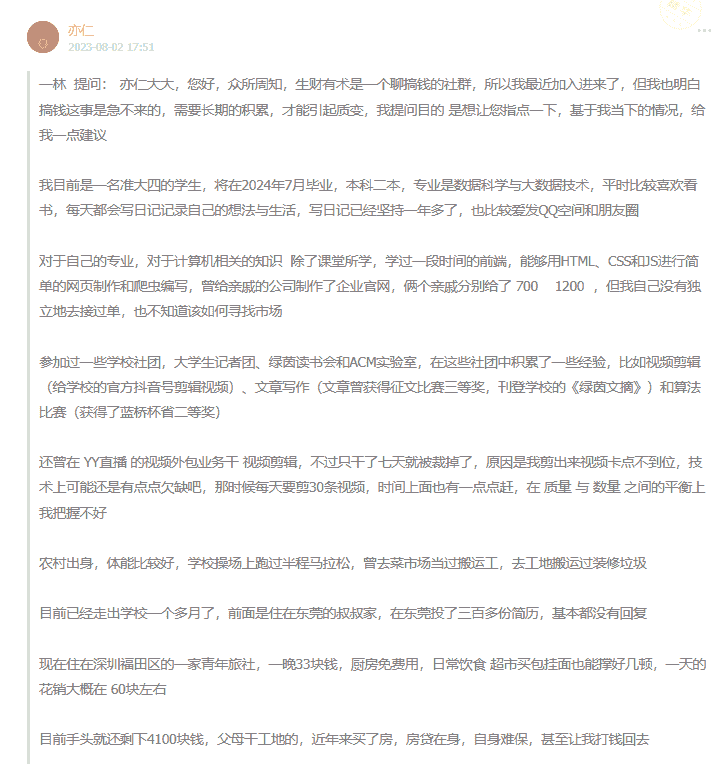 亦仁
2023-08-02 17:51
一林 提问： 亦仁大大，您好，众所周知，生财有术是一个聊搞钱的社群，所以我最近加入进来了，但我也明白
搞钱这事是急不来的，需要长期的积累，才能引起质变，我提问目的 是想让您指点一下，基于我当下的情况，给
我一点建议
我目前是一名准大四的学生，将在2024年7月毕业，本科二本，专业是数据科学与大数据技术，平时比较喜欢看
书，每天都会写日记记录自己的想法与生活，写日记已经坚持一年多了，也比较爱发QQ空间和朋友圈
对于自己的专业，对于计算机相关的知识 除了课堂所学，学过一段时间的前端，能够用HTML、CSS和JS进行简
单的网页制作和爬虫编写，曾给亲戚的公司制作了企业官网，俩个亲戚分别给了 700 1200 ，但我自己没有独
立地去接过单，也不知道该如何寻找市场
参加过一些学校社团，大学生记者团、绿茵读书会和ACM实验室，在这些社团中积累了一些经验，比如视频剪辑
（给学校的官方抖音号剪辑视频）、文章写作（文章曾获得征文比赛三等奖，刊登学校的《绿茵文摘》）和算法
比赛（获得了蓝桥杯省二等奖）
还曾在 YY直播 的视频外包业务干 视频剪辑，不过只干了七天就被裁掉了，原因是我剪出来视频卡点不到位，技
术上可能还是有点点欠缺吧，那时候每天要剪30条视频，时间上面也有一点点赶，在 质量 与 数量 之间的平衡上
我把握不好
农村出身，体能比较好，学校操场上跑过半程马拉松，曾去菜市场当过搬运工，去工地搬运过装修垃圾
目前已经走出学校一个多月了，前面是住在东莞的叔叔家，在东莞投了三百多份简历，基本都没有回复
现在住在深圳福田区的一家青年旅社，一晚33块钱，厨房免费用，日常饮食 超市买包挂面也能撑好几顿，一天的
花销大概在 60块左右
目前手头就还剩下4100块钱，父母干工地的，近年来买了房，房贷在身，自身难保，甚至让我打钱回去